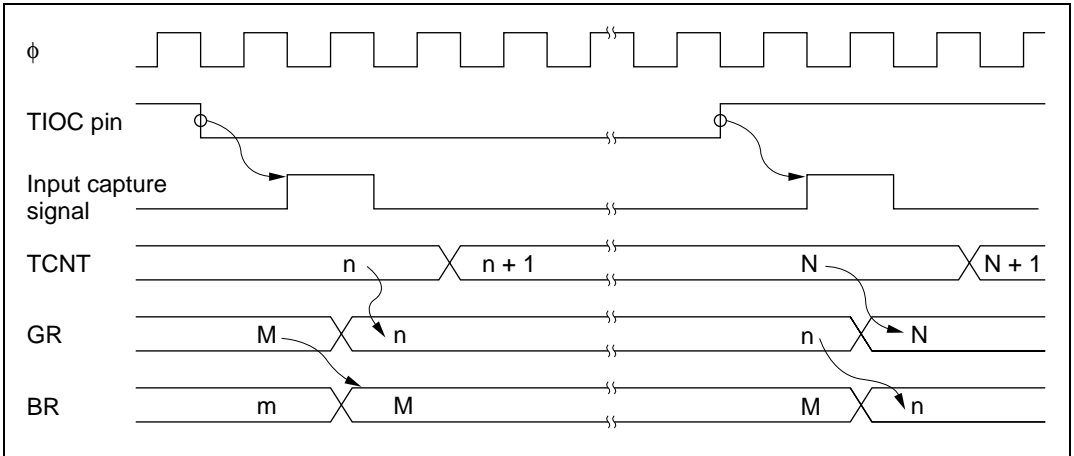 ϕ
TIOC pin
Input capture
signal
TCNT n n + 1 N N + 1
GR M n n N
BR m M M n